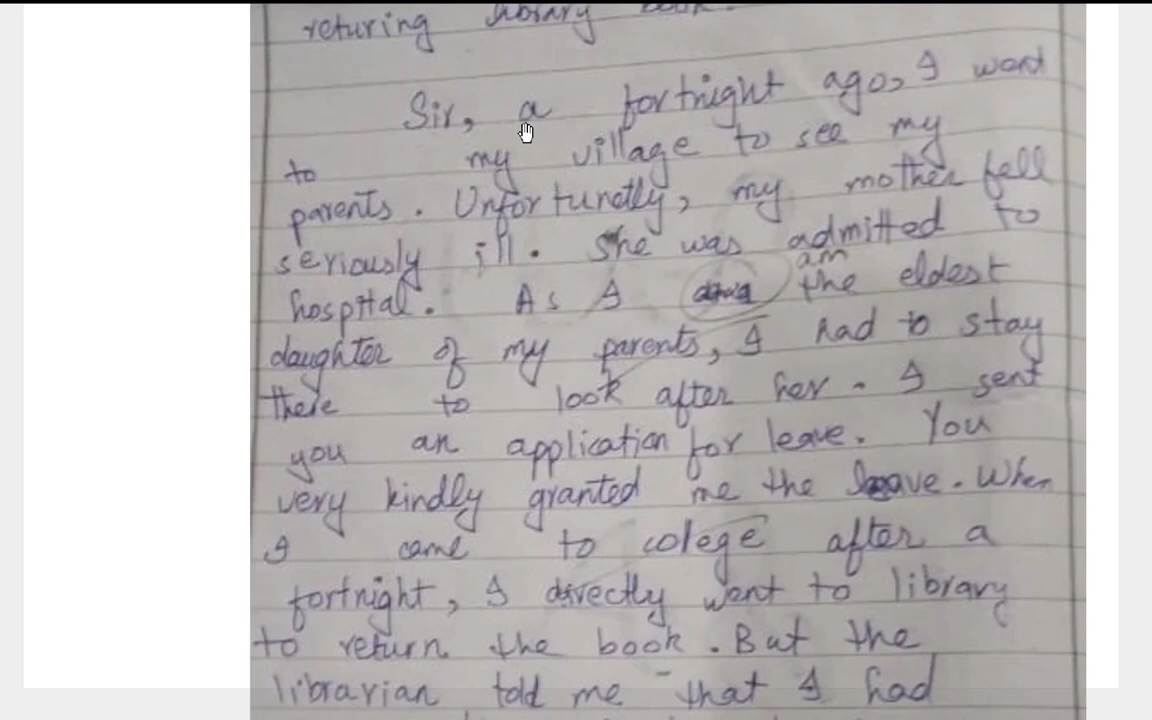 returing library book.
Sir, a fortnight ago, I want
to my village to see my
parents. Unfortunetly, my mother fell
seriously ill. She was admitted to
hospital. As I am the eldest
daughter of my parents, I had to stay
there to look after her. I sent
you an application for leave. You
very kindly granted me the leave. When
I came to colege after a
fortnight, I directly want to library
to return the book. But the
librarian told me that I had